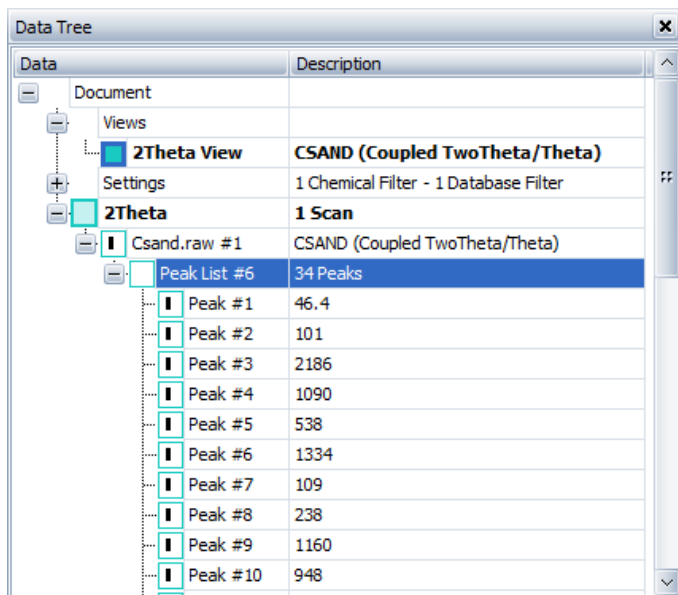 Data Tree
Data Description
Document
Views
2Theta View CSAND (Coupled TwoTheta/Theta)
Settings 1 Chemical Filter - 1 Database Filter
2Theta 1 Scan
Csand.raw #1 CSAND (Coupled TwoTheta/Theta)
Peak List #6 34 Peaks
Peak #1 46.4
Peak #2 101
Peak #3 2186
Peak #4 1090
Peak #5 538
Peak #6 1334
Peak #7 109
Peak #8 238
Peak #9 1160
Peak #10 948